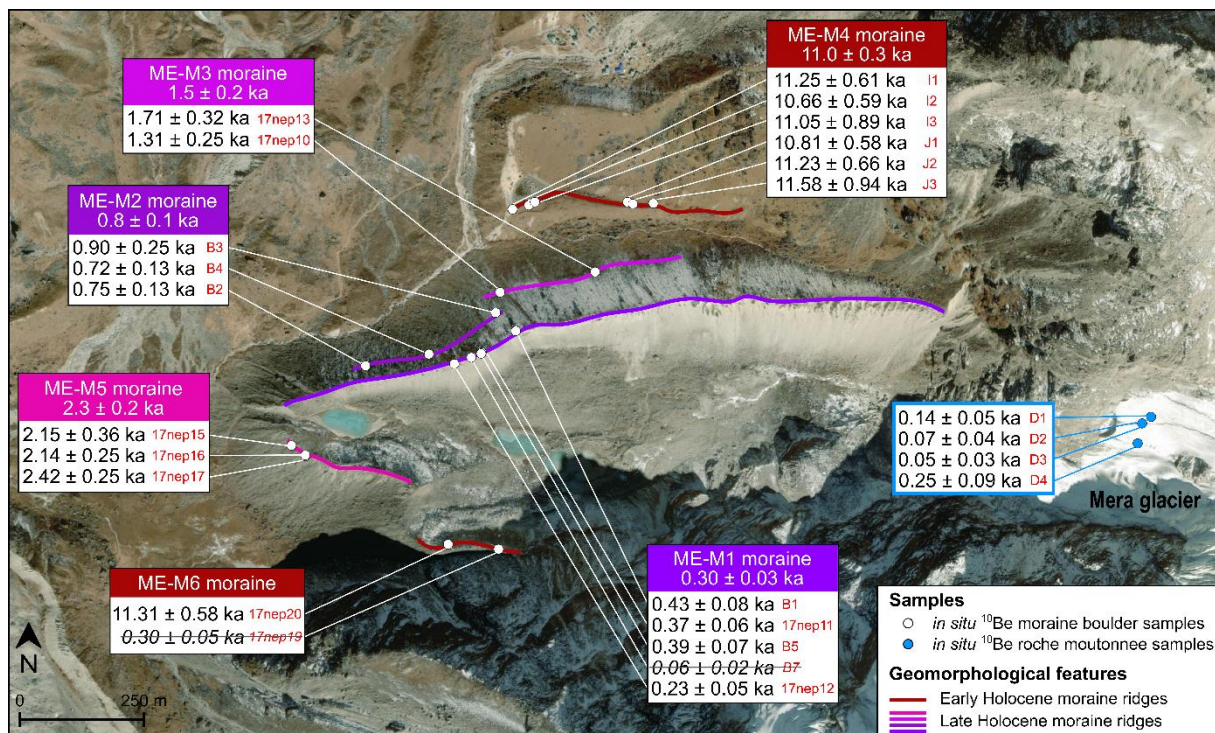 ME-M4 moraine
11.0 ± 0.3 ka
11.25 ± 0.61 ka I1
10.66 ± 0.59 ka I2
11.05 ± 0.89 ka I3
10.81 ± 0.58 ka J1
11.23 ± 0.66 ka J2
11.58 ± 0.94 ka J3
ME-M3 moraine
1.5 ± 0.2 ka
1.71 ± 0.32 ka 17nep13
1.31 ± 0.25 ka 17nep10
ME-M2 moraine
0.8 ± 0.1 ka
0.90 ± 0.25 ka B3
0.72 ± 0.13 ka B4
0.75 ± 0.13 ka B2
ME-M5 moraine
2.3 ± 0.2 ka
2.15 ± 0.36 ka 17nep15
2.14 ± 0.25 ka 17nep16
2.42 ± 0.25 ka 17nep17
0.14 ± 0.05 ka D1
0.07 ± 0.04 ka D2
0.05 ± 0.03 ka D3
0.25 ± 0.09 ka D4
Mera glacier
ME-M6 moraine
11.31 ± 0.58 ka 17nep20
0.30 ± 0.05 ka 17nep19
ME-M1 moraine
0.30 ± 0.03 ka
0.43 ± 0.08 ka B1
0.37 ± 0.06 ka 17nep11
0.39 ± 0.07 ka B5
0.06 ± 0.02 ka B7
0.23 ± 0.05 ka 17nep12
N
0 250 m
Samples
in situ ¹⁰Be moraine boulder samples
in situ ¹⁰Be roche moutonnee samples
Geomorphological features
Early Holocene moraine ridges
Late Holocene moraine ridges